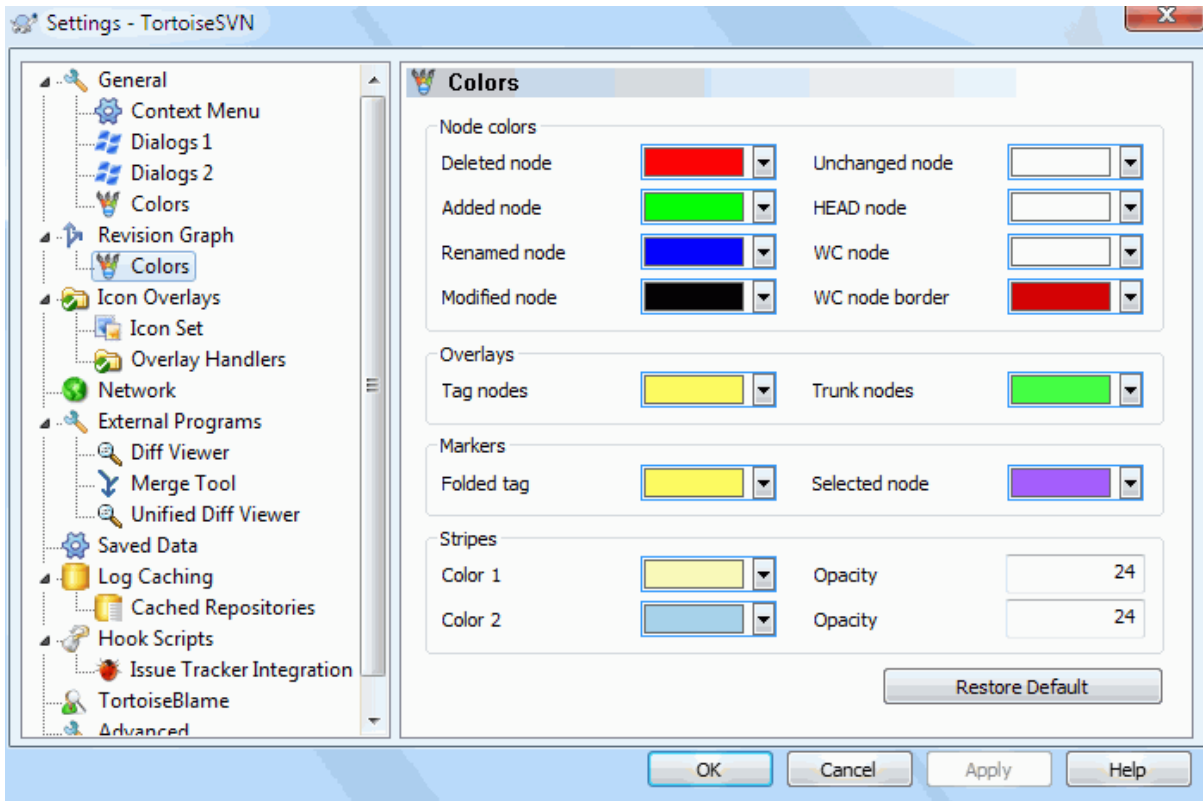 Settings - TortoiseSVN
X
General
Context Menu
Dialogs 1
Dialogs 2
Colors
Revision Graph
Colors
Icon Overlays
Icon Set
Overlay Handlers
Network
External Programs
Diff Viewer
Merge Tool
Unified Diff Viewer
Saved Data
Log Caching
Cached Repositories
Hook Scripts
Issue Tracker Integration
TortoiseBlame
Advanced
Colors
Node colors
Deleted node Unchanged node
Added node HEAD node
Renamed node WC node
Modified node WC node border
Overlays
Tag nodes Trunk nodes
Markers
Folded tag Selected node
Stripes
Color 1 Opacity 24
Color 2 Opacity 24
Restore Default
OK Cancel Apply Help